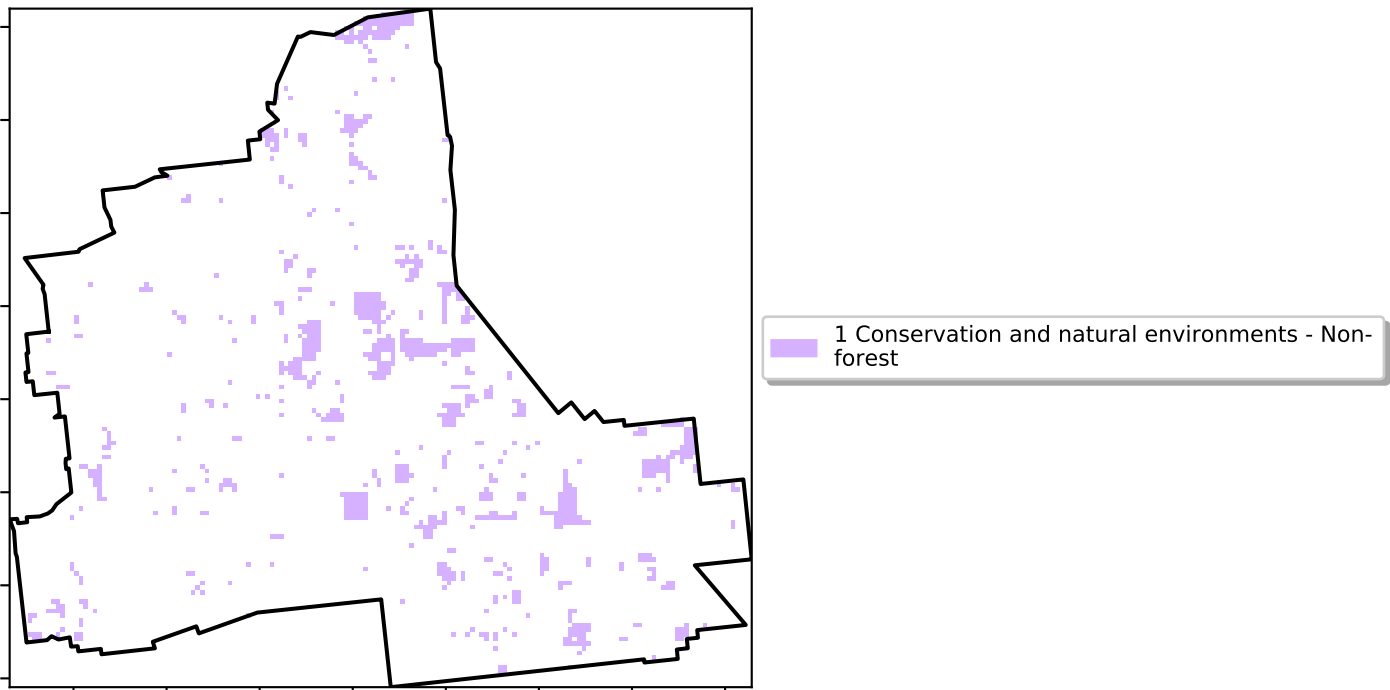 1 Conservation and natural environments - Non-
forest